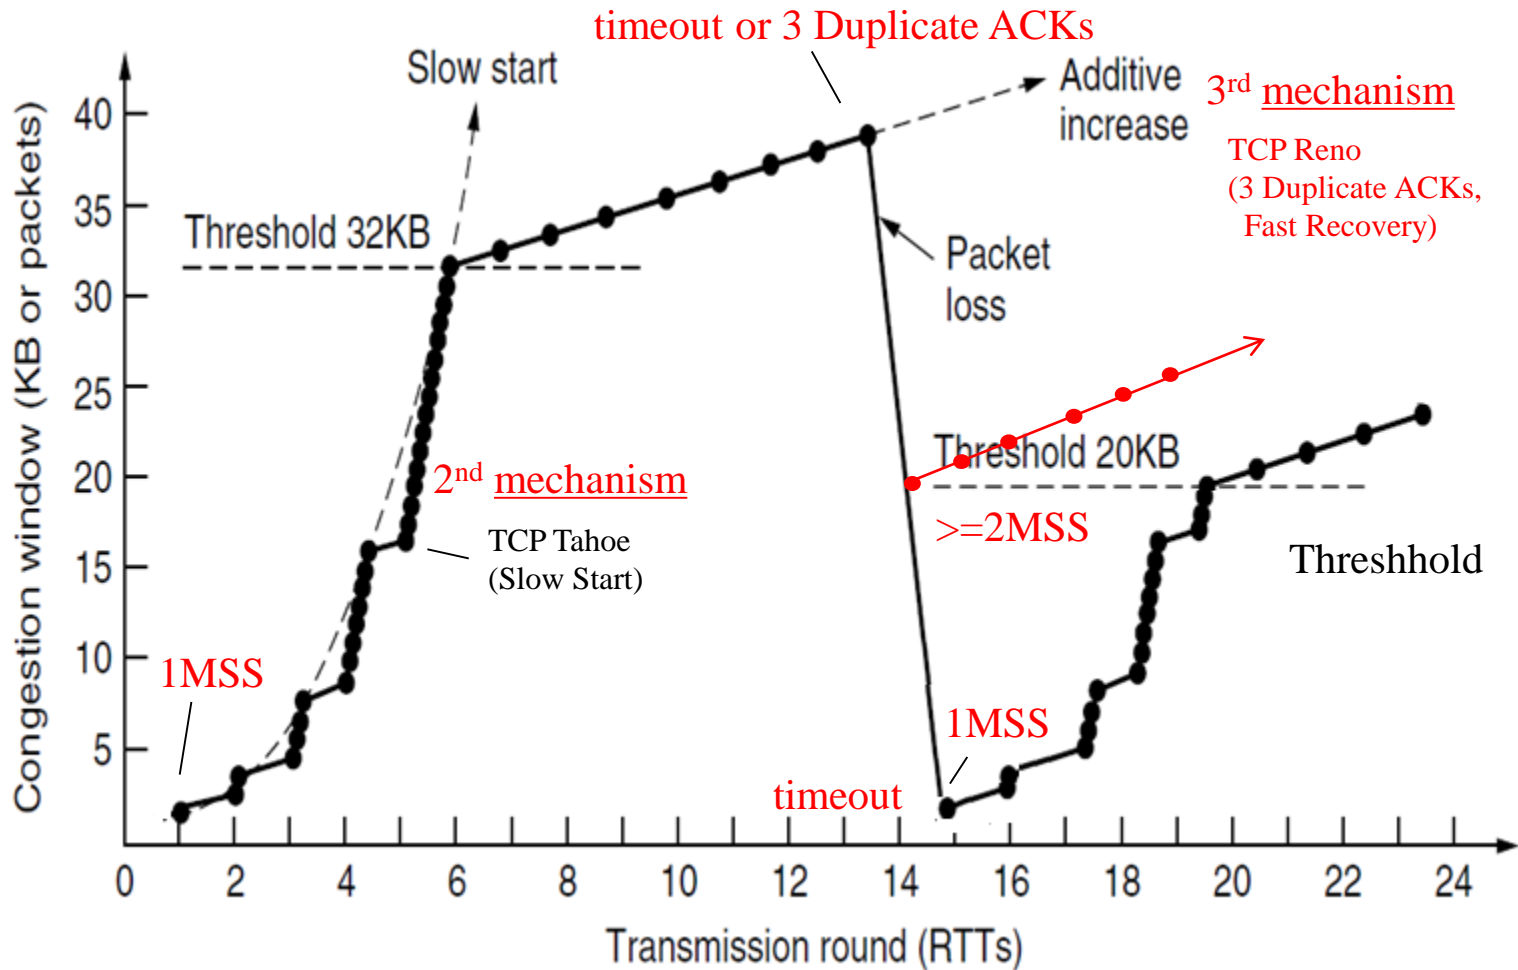 timeout or 3 Duplicate ACKs
Slow start
Additive
increase
3rd mechanism
TCP Reno
(3 Duplicate ACKs,
Fast Recovery)
Threshold 32KB
Packet
loss
2nd mechanism
TCP Tahoe
(Slow Start)
Threshold 20KB
>=2MSS
Threshhold
1MSS
1MSS
timeout
Congestion window (KB or packets)
40
35
30
25
20
15
10
5
0 2 4 6 8 10 12 14 16 18 20 22 24
Transmission round (RTTs)